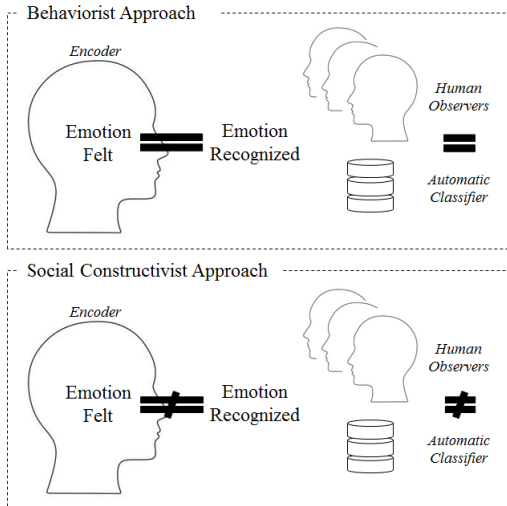 Behaviorist Approach
Encoder
Emotion Felt
Emotion Recognized
Human Observers
Automatic Classifier
Social Constructivist Approach
Encoder
Emotion Felt
Emotion Recognized
Human Observers
Automatic Classifier